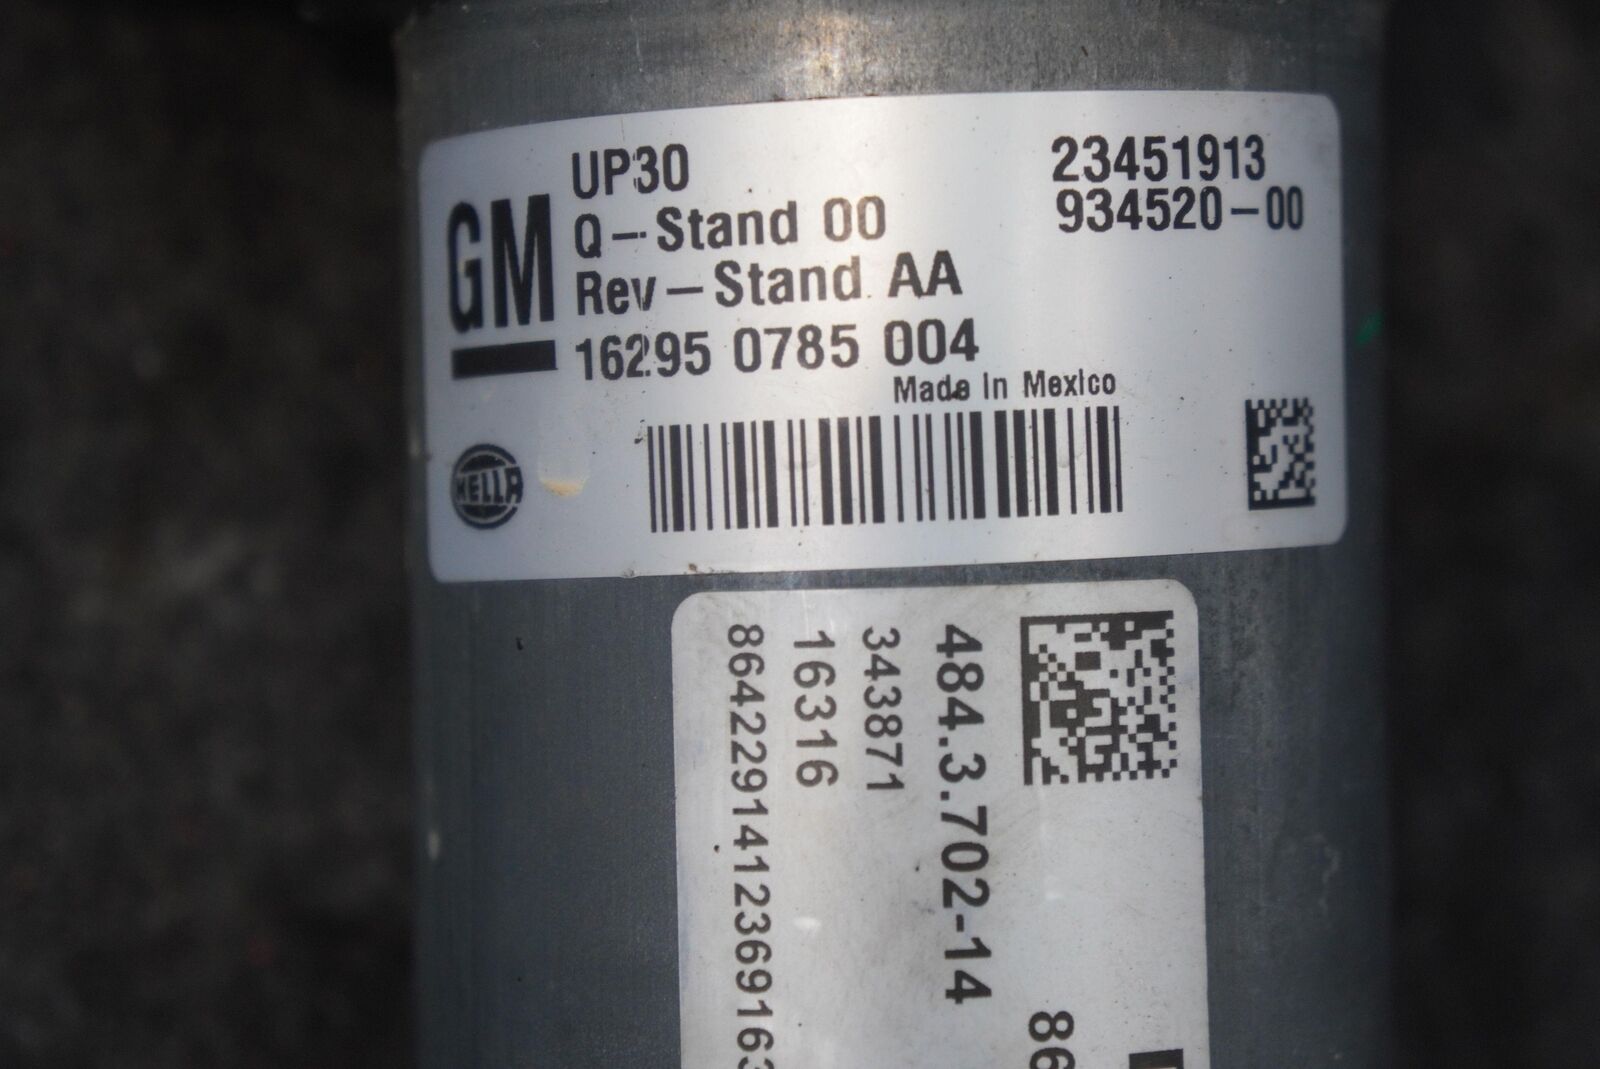 GM
UP30
Q-Stand 00
Rev-Stand AA
16295 0785 004
23451913
934520-00
Made In Mexico
HELLA
484.3.702-14
343871
16316
8642291412369163
86